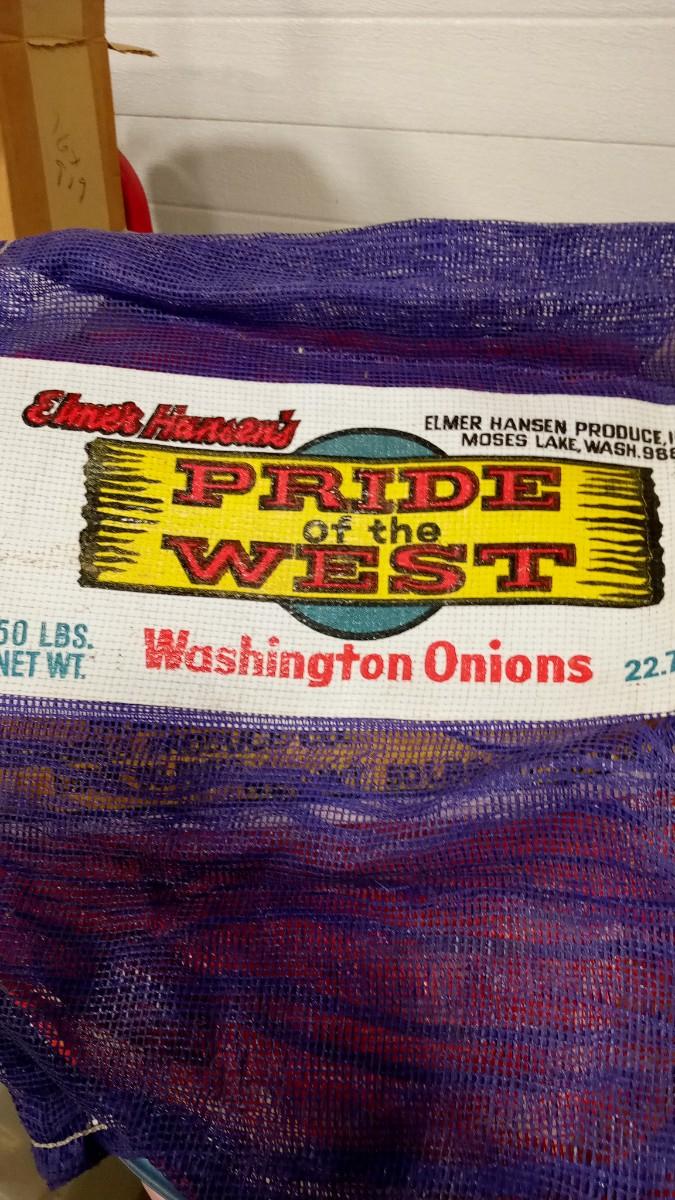 Elmer Hansen's
ELMER HANSEN PRODUCE,
MOSES LAKE, WASH. 98
PRIDE
of the
WEST
50 LBS.
NET WT.
Washington Onions
22.7